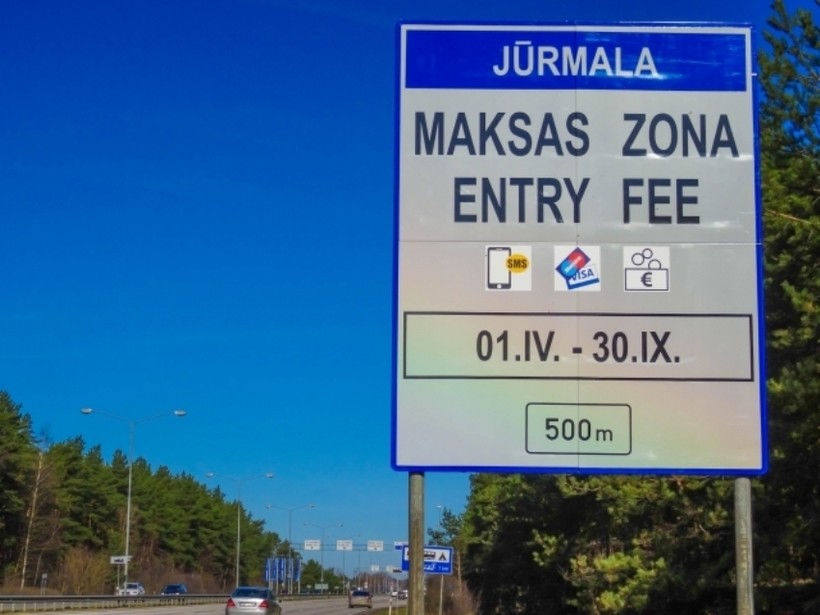 JŪRMALA
MAKSAS ZONA
ENTRY FEE
SMS
VISA
€
01.IV. - 30.IX.
500m